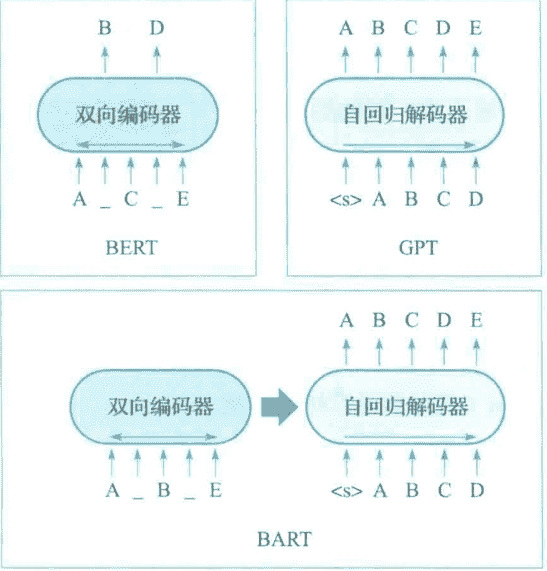 B D
双向编码器
A _ C _ E
BERT
A B C D E
自回归解码器
<s> A B C D
GPT
A B C D E
双向编码器
自回归解码器
A _ B _ E
<s> A B C D
BART